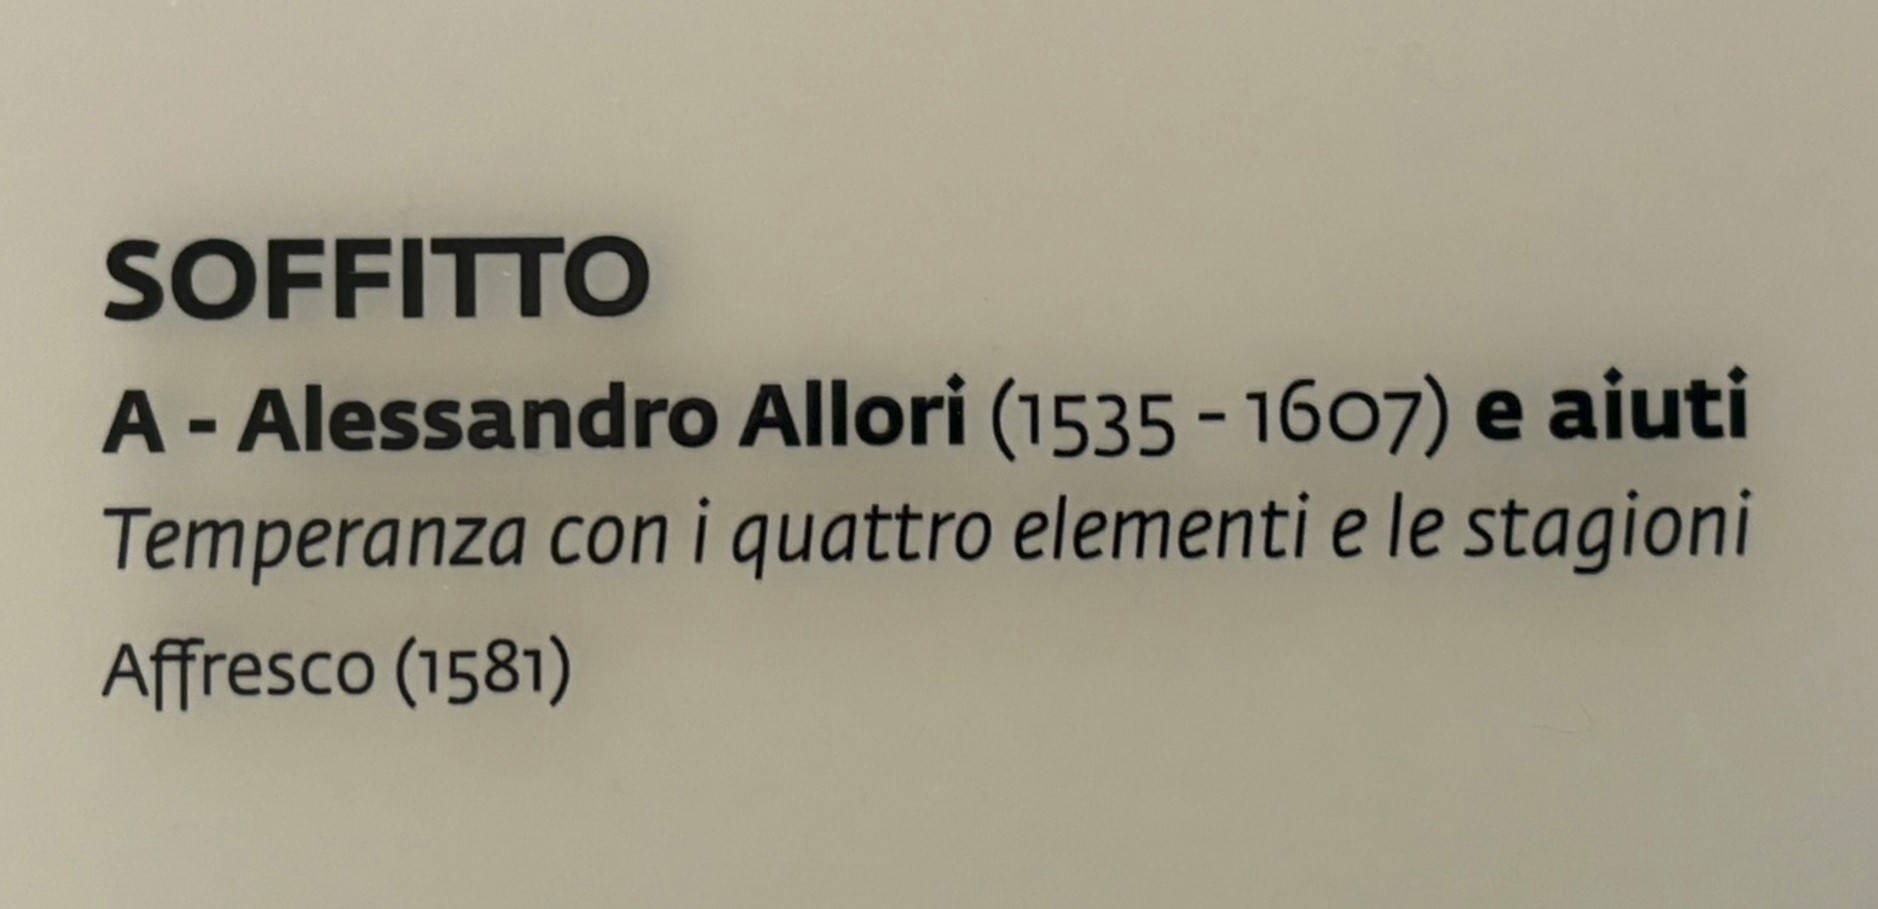 SOFFITTO
A - Alessandro Allori (1535 - 1607) e aiuti
Temperanza con i quattro elementi e le stagioni
Affresco (1581)